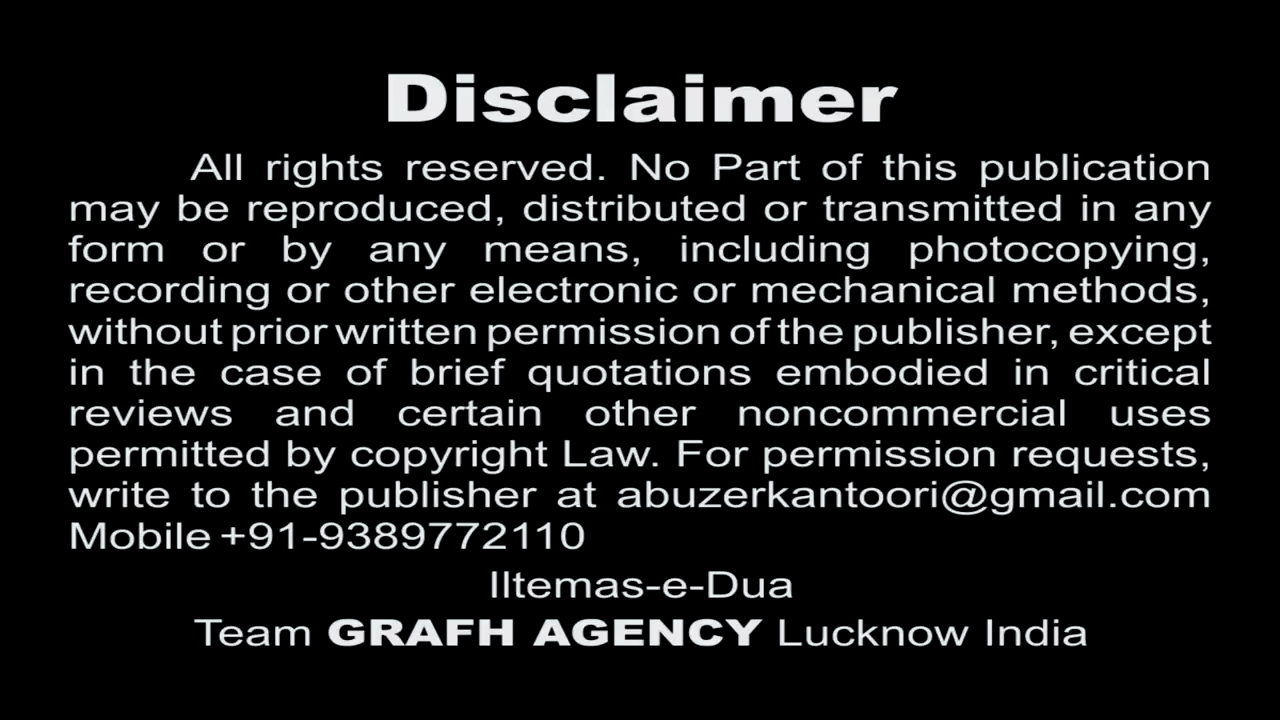 Disclaimer
All rights reserved. No Part of this publication
may be reproduced, distributed or transmitted in any
form or by any means, including photocopying,
recording or other electronic or mechanical methods,
without prior written permission of the publisher, except
in the case of brief quotations embodied in critical
reviews and certain other noncommercial uses
permitted by copyright Law. For permission requests,
write to the publisher at abuzerkantoori@gmail.com
Mobile +91-9389772110
IItemas-e-Dua
Team GRAFH AGENCY Lucknow India